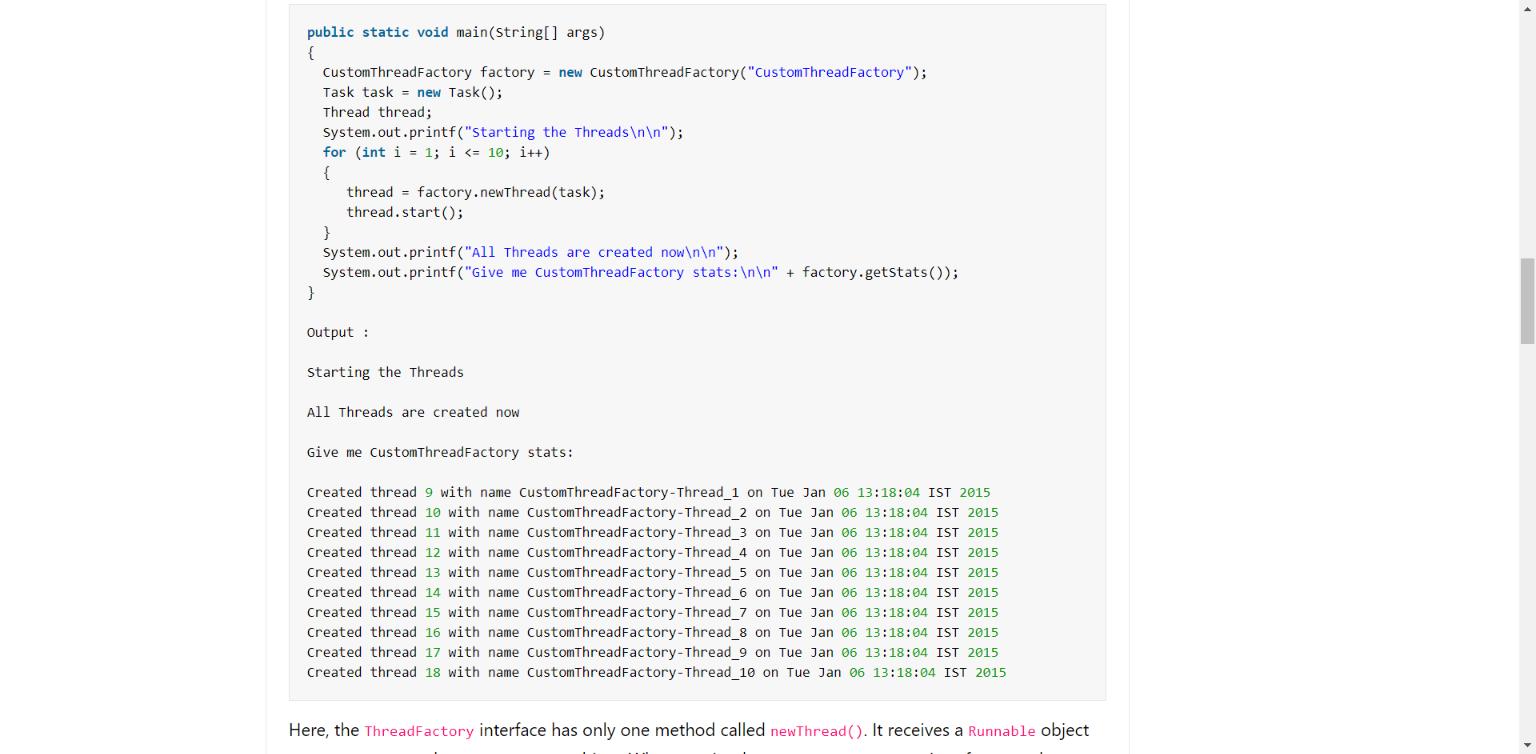 public static void main(String[] args)
{
  CustomThreadFactory factory = new CustomThreadFactory("CustomThreadFactory");
  Task task = new Task();
  Thread thread;
  System.out.printf("Starting the Threads\n\n");
  for (int i = 1; i <= 10; i++)
  {
     thread = factory.newThread(task);
     thread.start();
  }
  System.out.printf("All Threads are created now\n\n");
  System.out.printf("Give me CustomThreadFactory stats:\n\n" + factory.getStats());
}
Output :
Starting the Threads
All Threads are created now
Give me CustomThreadFactory stats:
Created thread 9 with name CustomThreadFactory-Thread_1 on Tue Jan 06 13:18:04 IST 2015
Created thread 10 with name CustomThreadFactory-Thread_2 on Tue Jan 06 13:18:04 IST 2015
Created thread 11 with name CustomThreadFactory-Thread_3 on Tue Jan 06 13:18:04 IST 2015
Created thread 12 with name CustomThreadFactory-Thread_4 on Tue Jan 06 13:18:04 IST 2015
Created thread 13 with name CustomThreadFactory-Thread_5 on Tue Jan 06 13:18:04 IST 2015
Created thread 14 with name CustomThreadFactory-Thread_6 on Tue Jan 06 13:18:04 IST 2015
Created thread 15 with name CustomThreadFactory-Thread_7 on Tue Jan 06 13:18:04 IST 2015
Created thread 16 with name CustomThreadFactory-Thread_8 on Tue Jan 06 13:18:04 IST 2015
Created thread 17 with name CustomThreadFactory-Thread_9 on Tue Jan 06 13:18:04 IST 2015
Created thread 18 with name CustomThreadFactory-Thread_10 on Tue Jan 06 13:18:04 IST 2015
Here, the ThreadFactory interface has only one method called newThread(). It receives a Runnable object